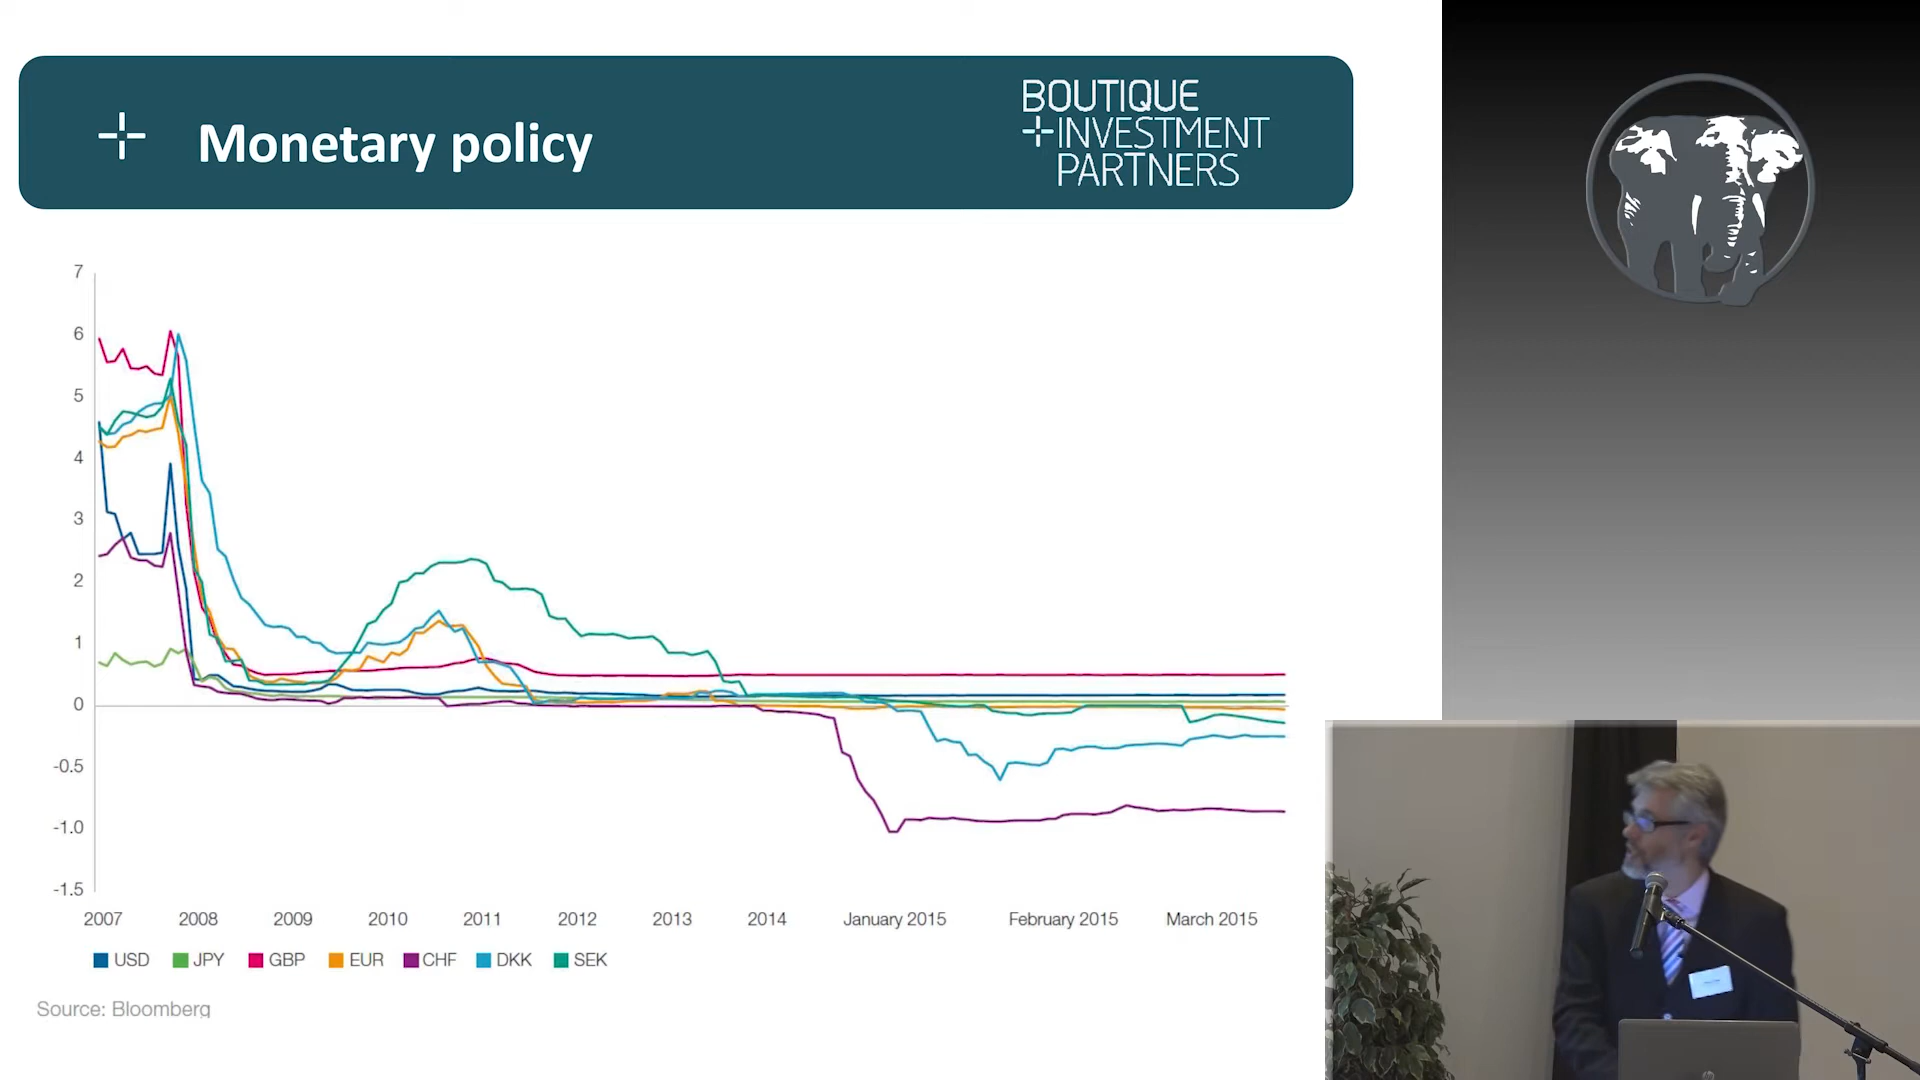 Monetary policy
BOUTIQUE
INVESTMENT
PARTNERS
7
6
5
4
3
2
1
0
-0.5
-1.0
-1.5
2007 2008 2009 2010 2011 2012 2013 2014 January 2015 February 2015 March 2015
USD JPY GBP EUR CHF DKK SEK
Source: Bloomberg